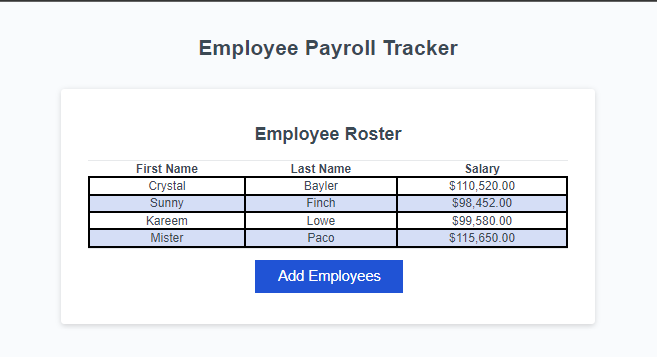 Employee Payroll Tracker
Employee Roster
First Name Last Name Salary
Crystal Bayler $110,520.00
Sunny Finch $98,452.00
Kareem Lowe $99,580.00
Mister Paco $115,650.00
Add Employees